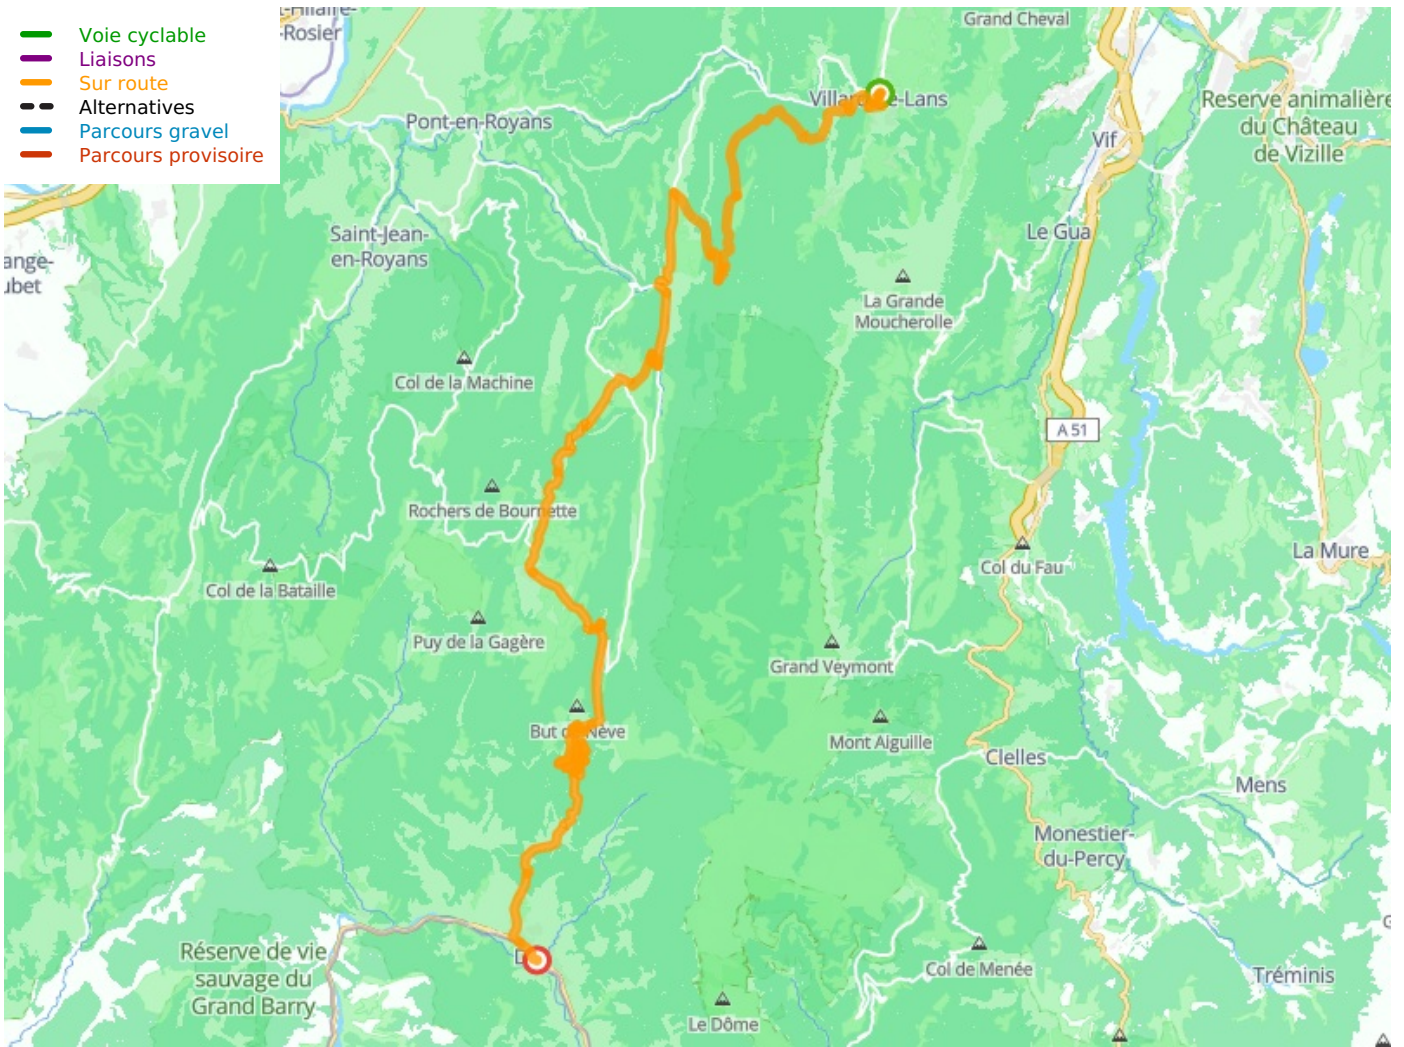 Voie cyclable
Liaisons
Sur route
Alternatives
Parcours gravel
Parcours provisoire
-Rosier
Grand Cheval
Pont-en-Royans
Reserve animalière
du Château
de Vizille
Vif
Saint-Jean-
en-Royans
Le Gua
La Grande
Moucherolle
Col de la Machine
A 51
Rochers de Bournette
La Mure
Col du Fau
Col de la Bataille
Puy de la Gagère
Grand Veymont
Mont Aiguille
Clelles
Mens
Monestier-
du-Percy
Réserve de vie
sauvage du
Grand Barry
Col de Menée
Tréminis
Le Dôme